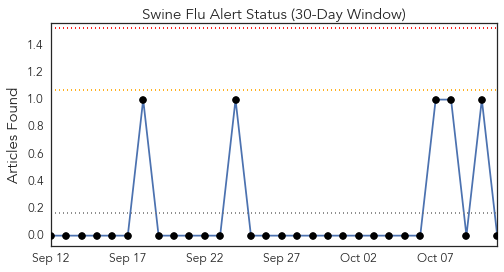 Swine Flu Alert Status (30-Day Window)
Articles Found
1.4
1.2
1.0
0.8
0.6
0.4
0.2
0.0
Sep 12 Sep 17 Sep 22 Sep 27 Oct 02 Oct 07